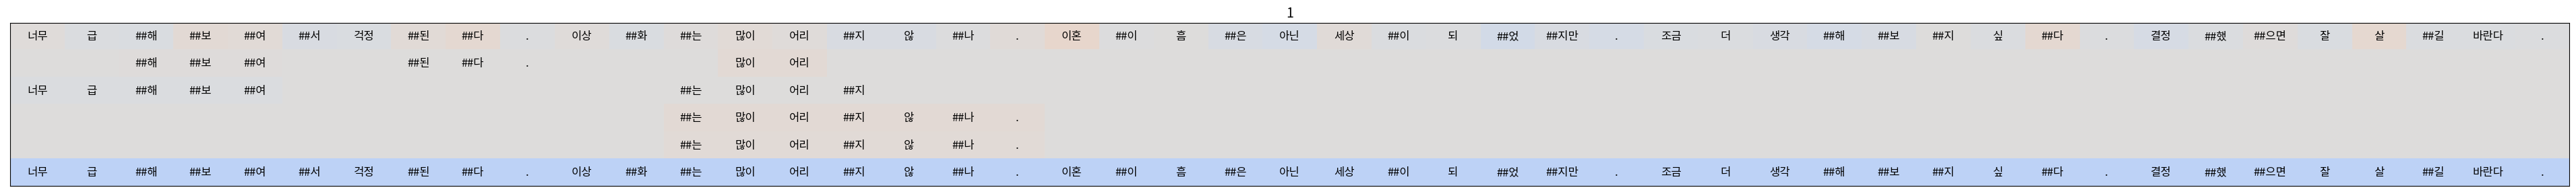 1
너무 급 ##해 ##보 ##여 ##서 걱정 ##된 ##다 . 이상 ##화 ##는 많이 어리 ##지 않 ##나 . 이혼 ##이 흠 ##은 아닌 세상 ##이 되 ##었 ##지만 . 조금 더 생각 ##해 ##보 ##지 싶 ##다 . 결정 ##했 ##으면 잘 살 ##길 바란다 .
##해 ##보 ##여 ##된 ##다 . 많이 어리
너무 급 ##해 ##보 ##여 ##는 많이 어리 ##지
##는 많이 어리 ##지 않 ##나 .
##는 많이 어리 ##지 않 ##나 .
너무 급 ##해 ##보 ##여 ##서 걱정 ##된 ##다 . 이상 ##화 ##는 많이 어리 ##지 않 ##나 . 이혼 ##이 흠 ##은 아닌 세상 ##이 되 ##었 ##지만 . 조금 더 생각 ##해 ##보 ##지 싶 ##다 . 결정 ##했 ##으면 잘 살 ##길 바란다 .